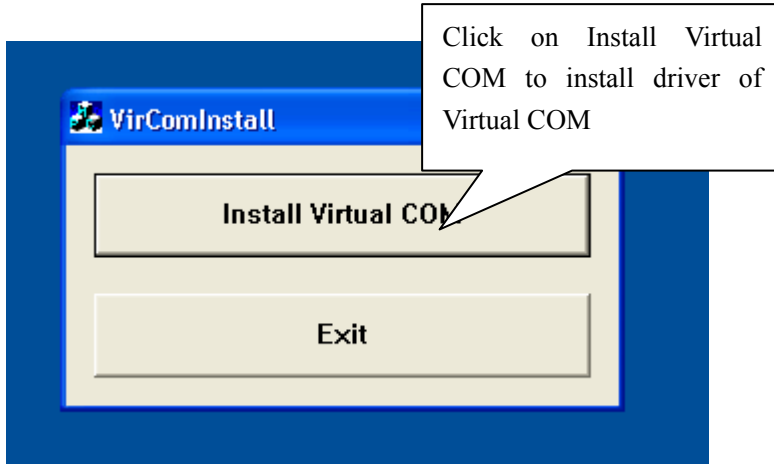 Click on Install Virtual
COM to install driver of
Virtual COM
VirComInstall
Install Virtual COM
Exit